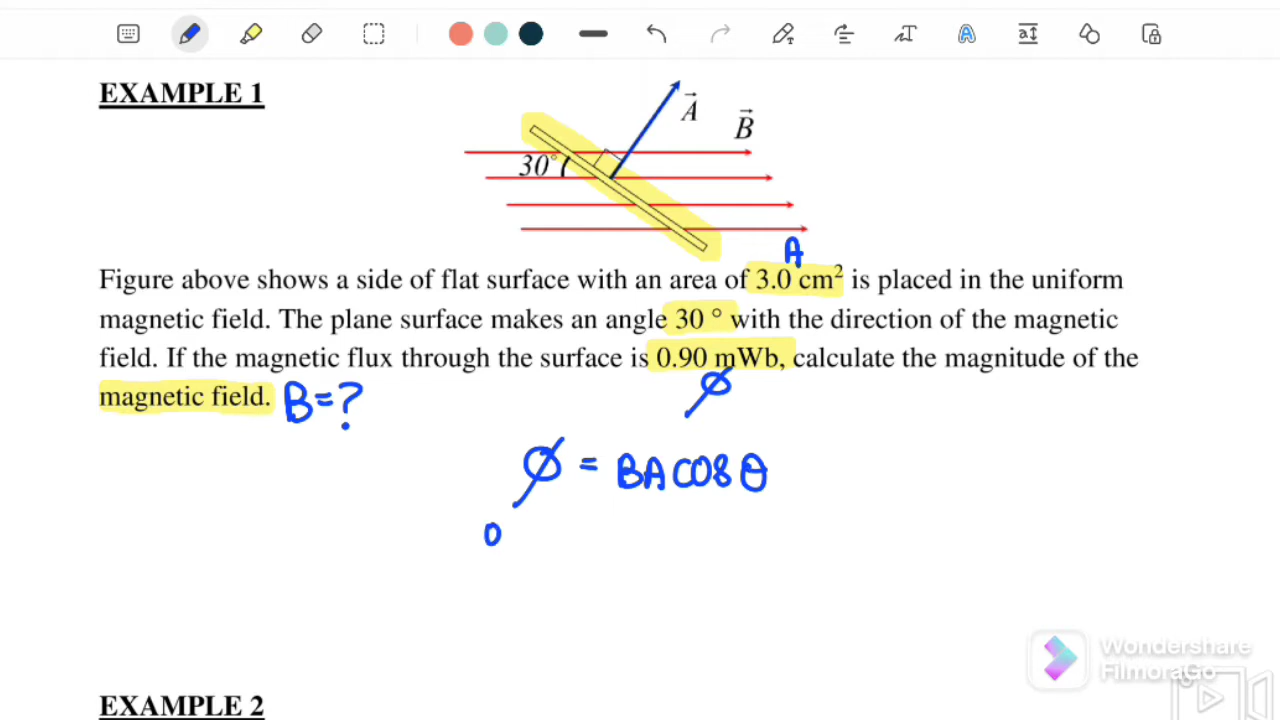 EXAMPLE 1
A⃗
B⃗
30°
A
Figure above shows a side of flat surface with an area of 3.0 cm² is placed in the uniform
magnetic field. The plane surface makes an angle 30 ° with the direction of the magnetic
field. If the magnetic flux through the surface is 0.90 mWb, calculate the magnitude of the
magnetic field. B=?
Ø
Ø = BA cos θ
0
Wondershare
FilmoraGo
EXAMPLE 2